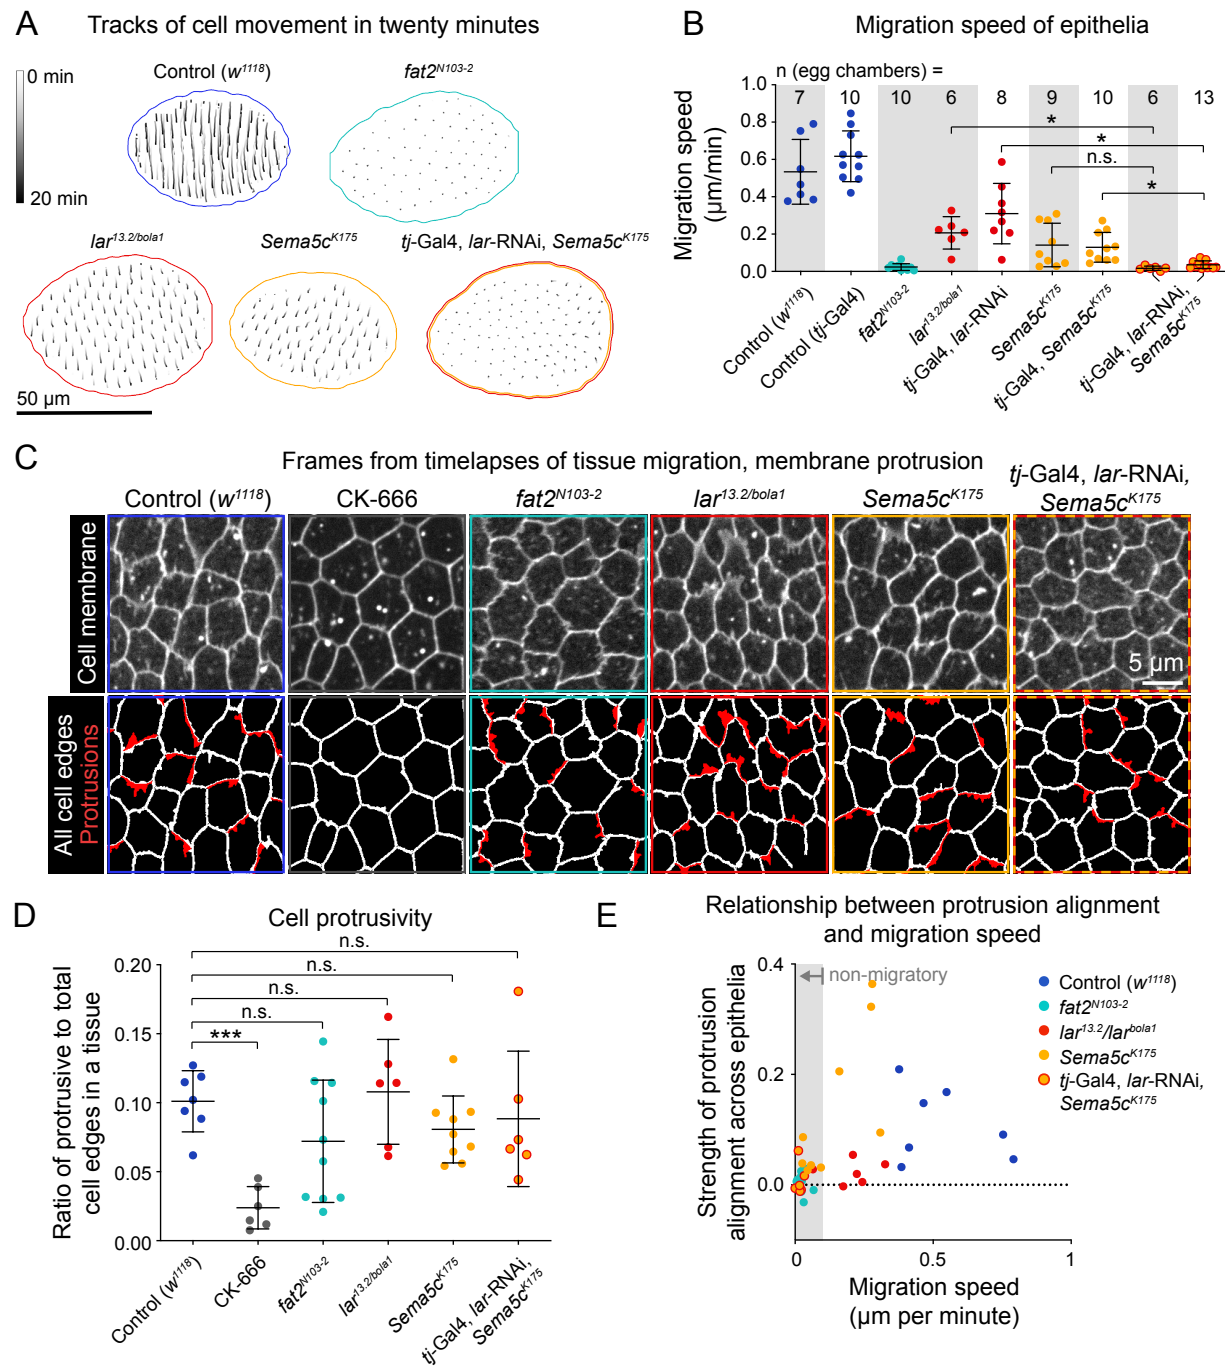 A
Tracks of cell movement in twenty minutes
0 min
20 min
Control (w1118)
fat2N103-2
lar13.2/bola1
Sema5cK175
tj-Gal4, lar-RNAi, Sema5cK175
50 µm
B
Migration speed of epithelia
n (egg chambers) =
7 10 10 6 8 9 10 6 13
Migration speed
(µm/min)
1.0
0.8
0.6
0.4
0.2
0.0
*
*
n.s.
*
Control (w1118)
Control (tj-Gal4)
fat2N103-2
lar13.2/bola1
tj-Gal4, lar-RNAi
Sema5cK175
tj-Gal4, Sema5cK175
tj-Gal4, lar-RNAi,
Sema5cK175
C
Frames from timelapses of tissue migration, membrane protrusion
Control (w1118)
CK-666
fat2N103-2
lar13.2/bola1
Sema5cK175
tj-Gal4, lar-RNAi,
Sema5cK175
Cell membrane
5 µm
All cell edges
Protrusions
D
Cell protrusivity
Ratio of protrusive to total
cell edges in a tissue
0.20
0.15
0.10
0.05
0.00
n.s.
n.s.
n.s.
n.s.
***
Control (w1118)
CK-666
fat2N103-2
lar13.2/bola1
Sema5cK175
tj-Gal4, lar-RNAi,
Sema5cK175
E
Relationship between protrusion alignment
and migration speed
Strength of protrusion
alignment across epithelia
0.4
0.2
0.0
non-migratory
0
0.5
1
Migration speed
(µm per minute)
Control (w1118)
fat2N103-2
lar13.2/larbola1
Sema5cK175
tj-Gal4, lar-RNAi,
Sema5cK175